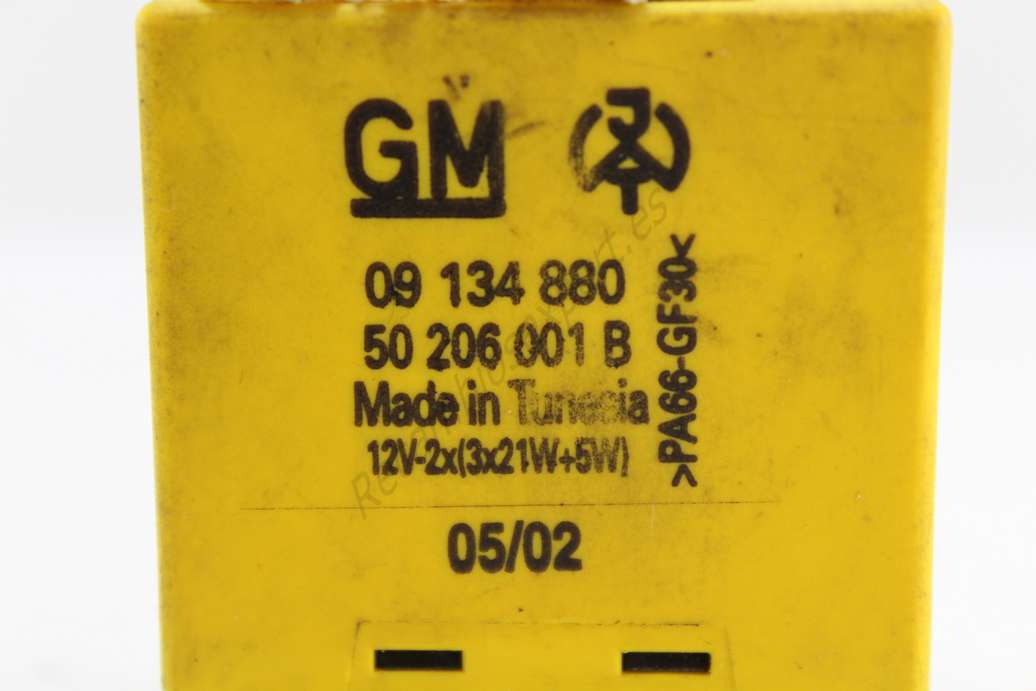 GM
09 134 880
50 206 001 B
Made in Tunesia
12V-2x(3x21W+5W)
>PA66-GF30<
05/02